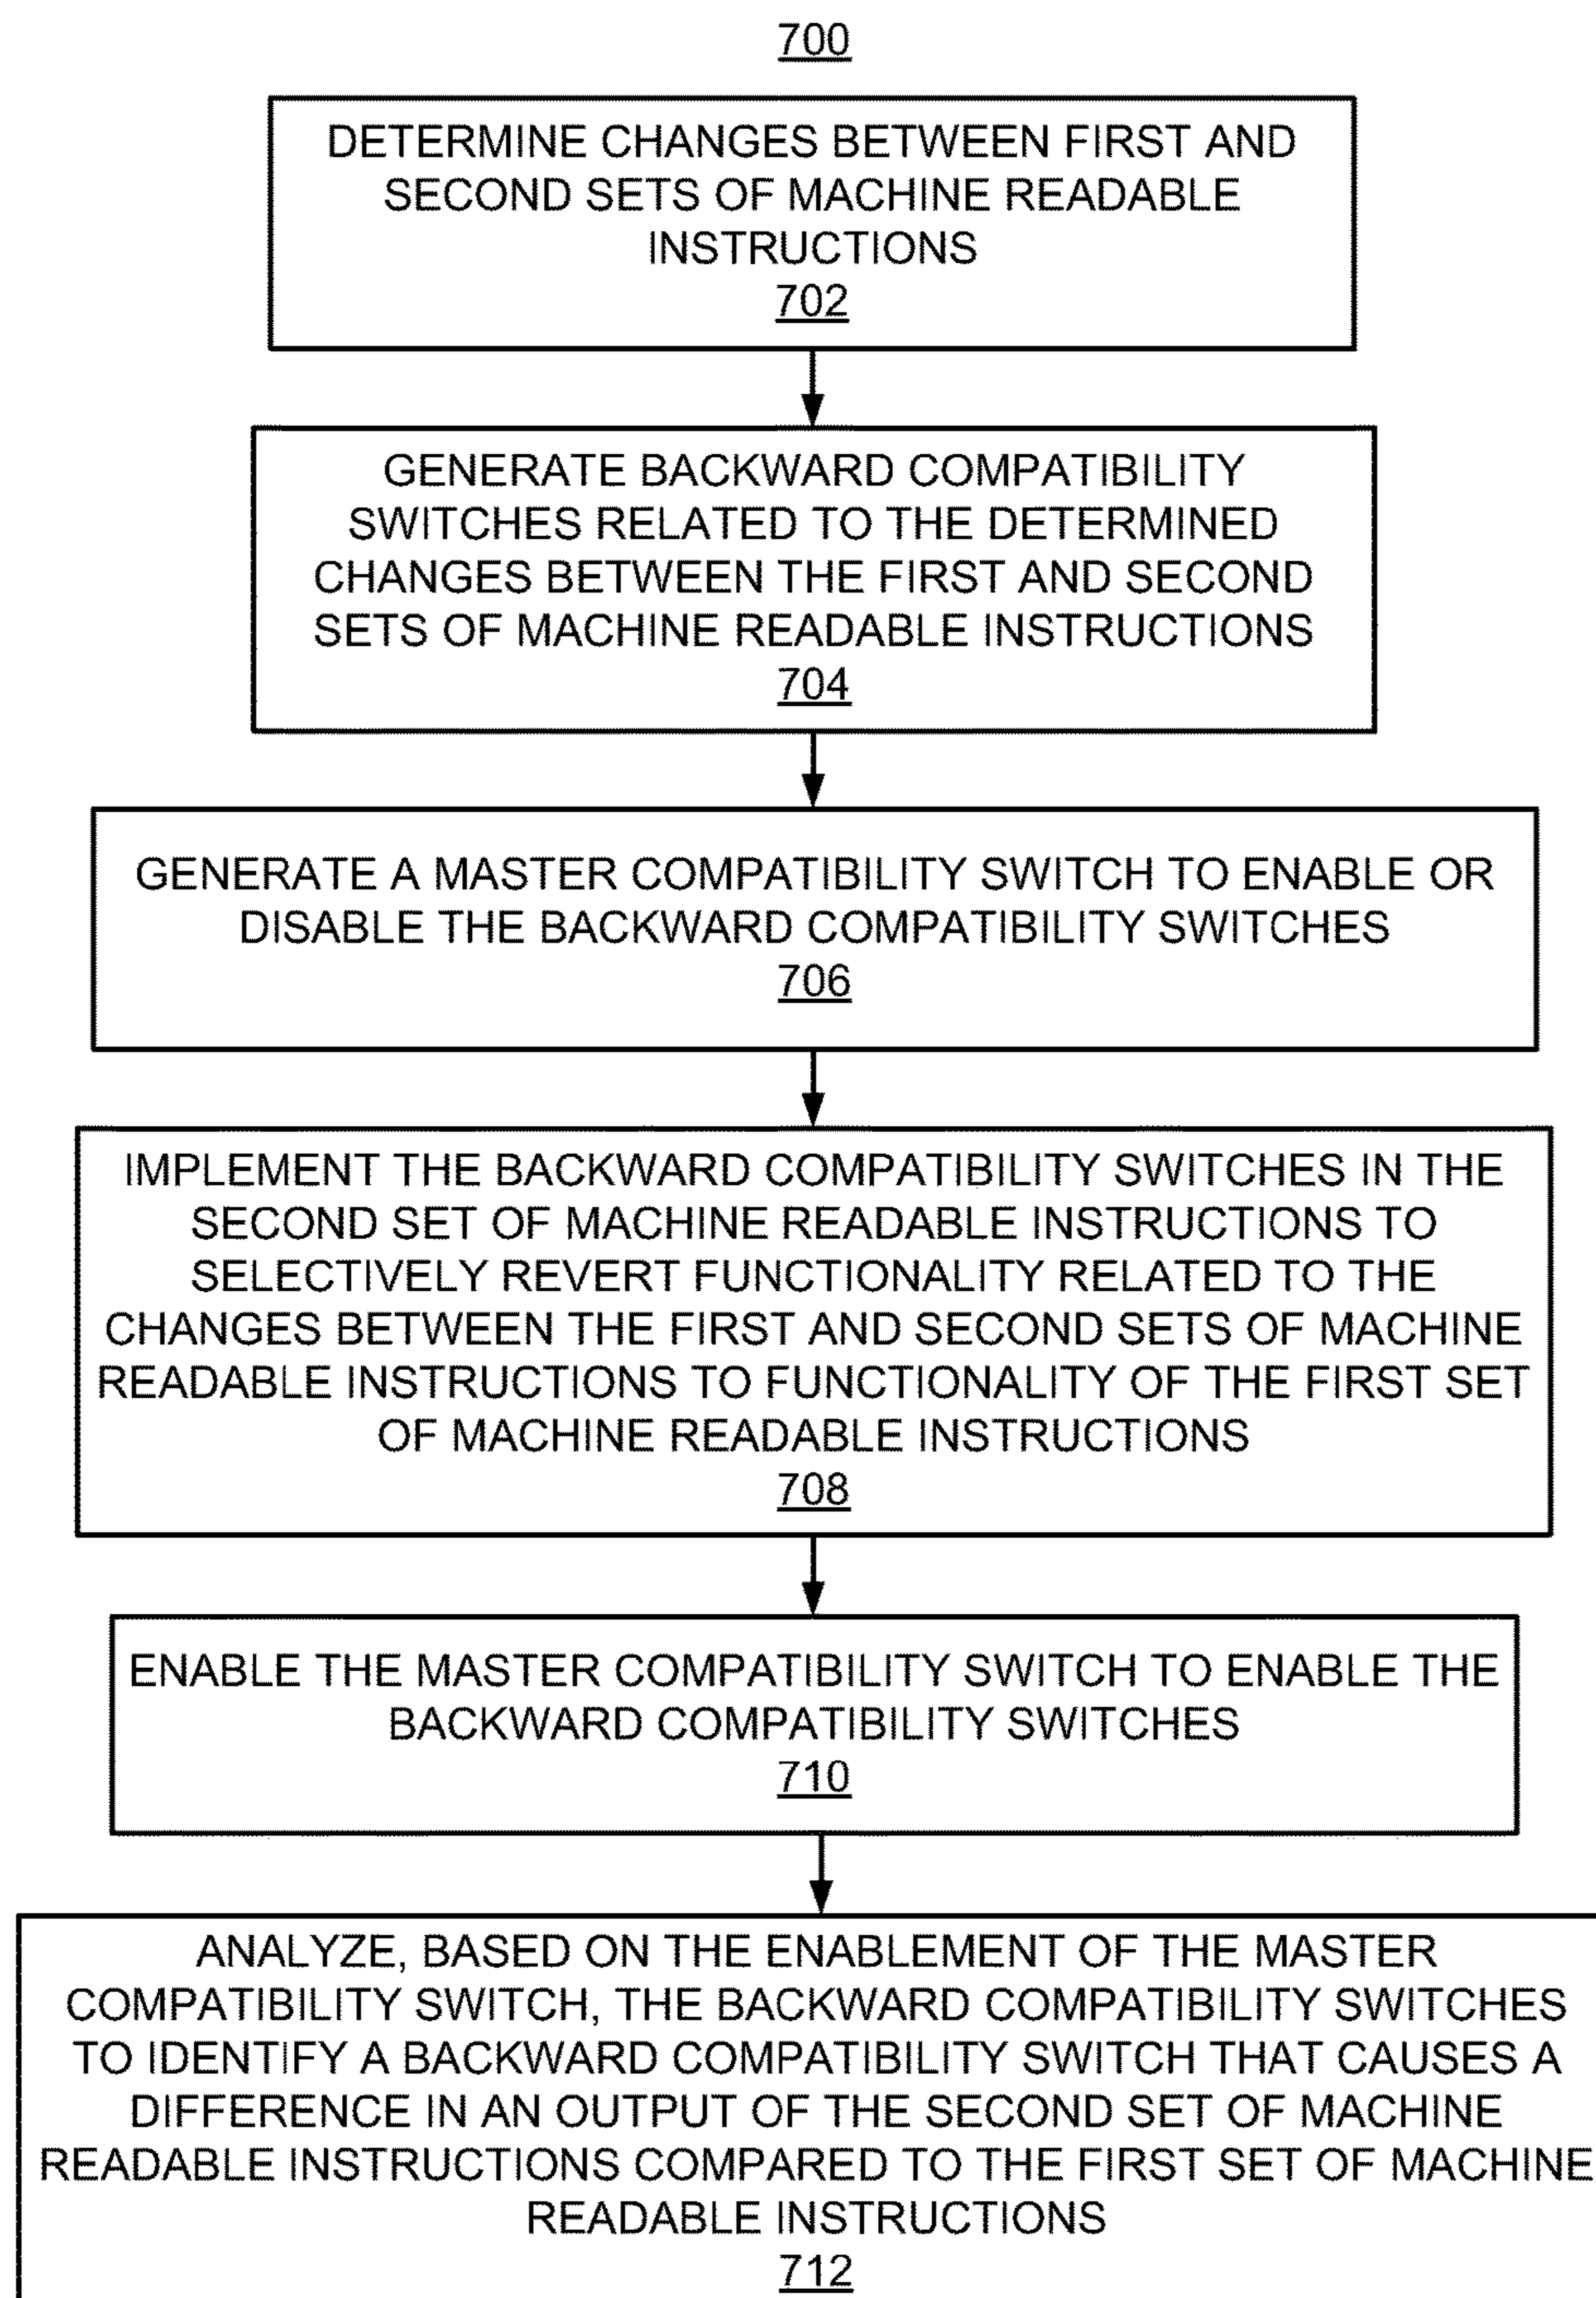 700
DETERMINE CHANGES BETWEEN FIRST AND
SECOND SETS OF MACHINE READABLE
INSTRUCTIONS
702
GENERATE BACKWARD COMPATIBILITY
SWITCHES RELATED TO THE DETERMINED
CHANGES BETWEEN THE FIRST AND SECOND
SETS OF MACHINE READABLE INSTRUCTIONS
704
GENERATE A MASTER COMPATIBILITY SWITCH TO ENABLE OR
DISABLE THE BACKWARD COMPATIBILITY SWITCHES
706
IMPLEMENT THE BACKWARD COMPATIBILITY SWITCHES IN THE
SECOND SET OF MACHINE READABLE INSTRUCTIONS TO
SELECTIVELY REVERT FUNCTIONALITY RELATED TO THE
CHANGES BETWEEN THE FIRST AND SECOND SETS OF MACHINE
READABLE INSTRUCTIONS TO FUNCTIONALITY OF THE FIRST SET
OF MACHINE READABLE INSTRUCTIONS
708
ENABLE THE MASTER COMPATIBILITY SWITCH TO ENABLE THE
BACKWARD COMPATIBILITY SWITCHES
710
ANALYZE, BASED ON THE ENABLEMENT OF THE MASTER
COMPATIBILITY SWITCH, THE BACKWARD COMPATIBILITY SWITCHES
TO IDENTIFY A BACKWARD COMPATIBILITY SWITCH THAT CAUSES A
DIFFERENCE IN AN OUTPUT OF THE SECOND SET OF MACHINE
READABLE INSTRUCTIONS COMPARED TO THE FIRST SET OF MACHINE
READABLE INSTRUCTIONS
712